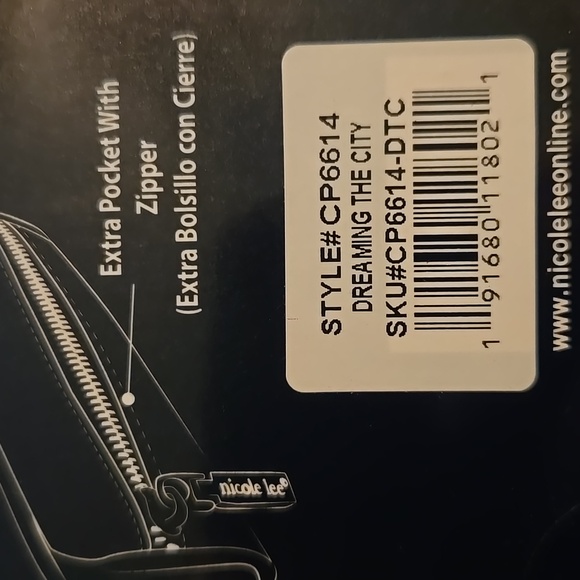 Extra Pocket With
Zipper
(Extra Bolsillo con Cierre)
nicole lee®
STYLE#CP6614
DREAMING THE CITY
SKU#CP6614-DTC
1 91680 11802 1
www.nicoleleeonline.com